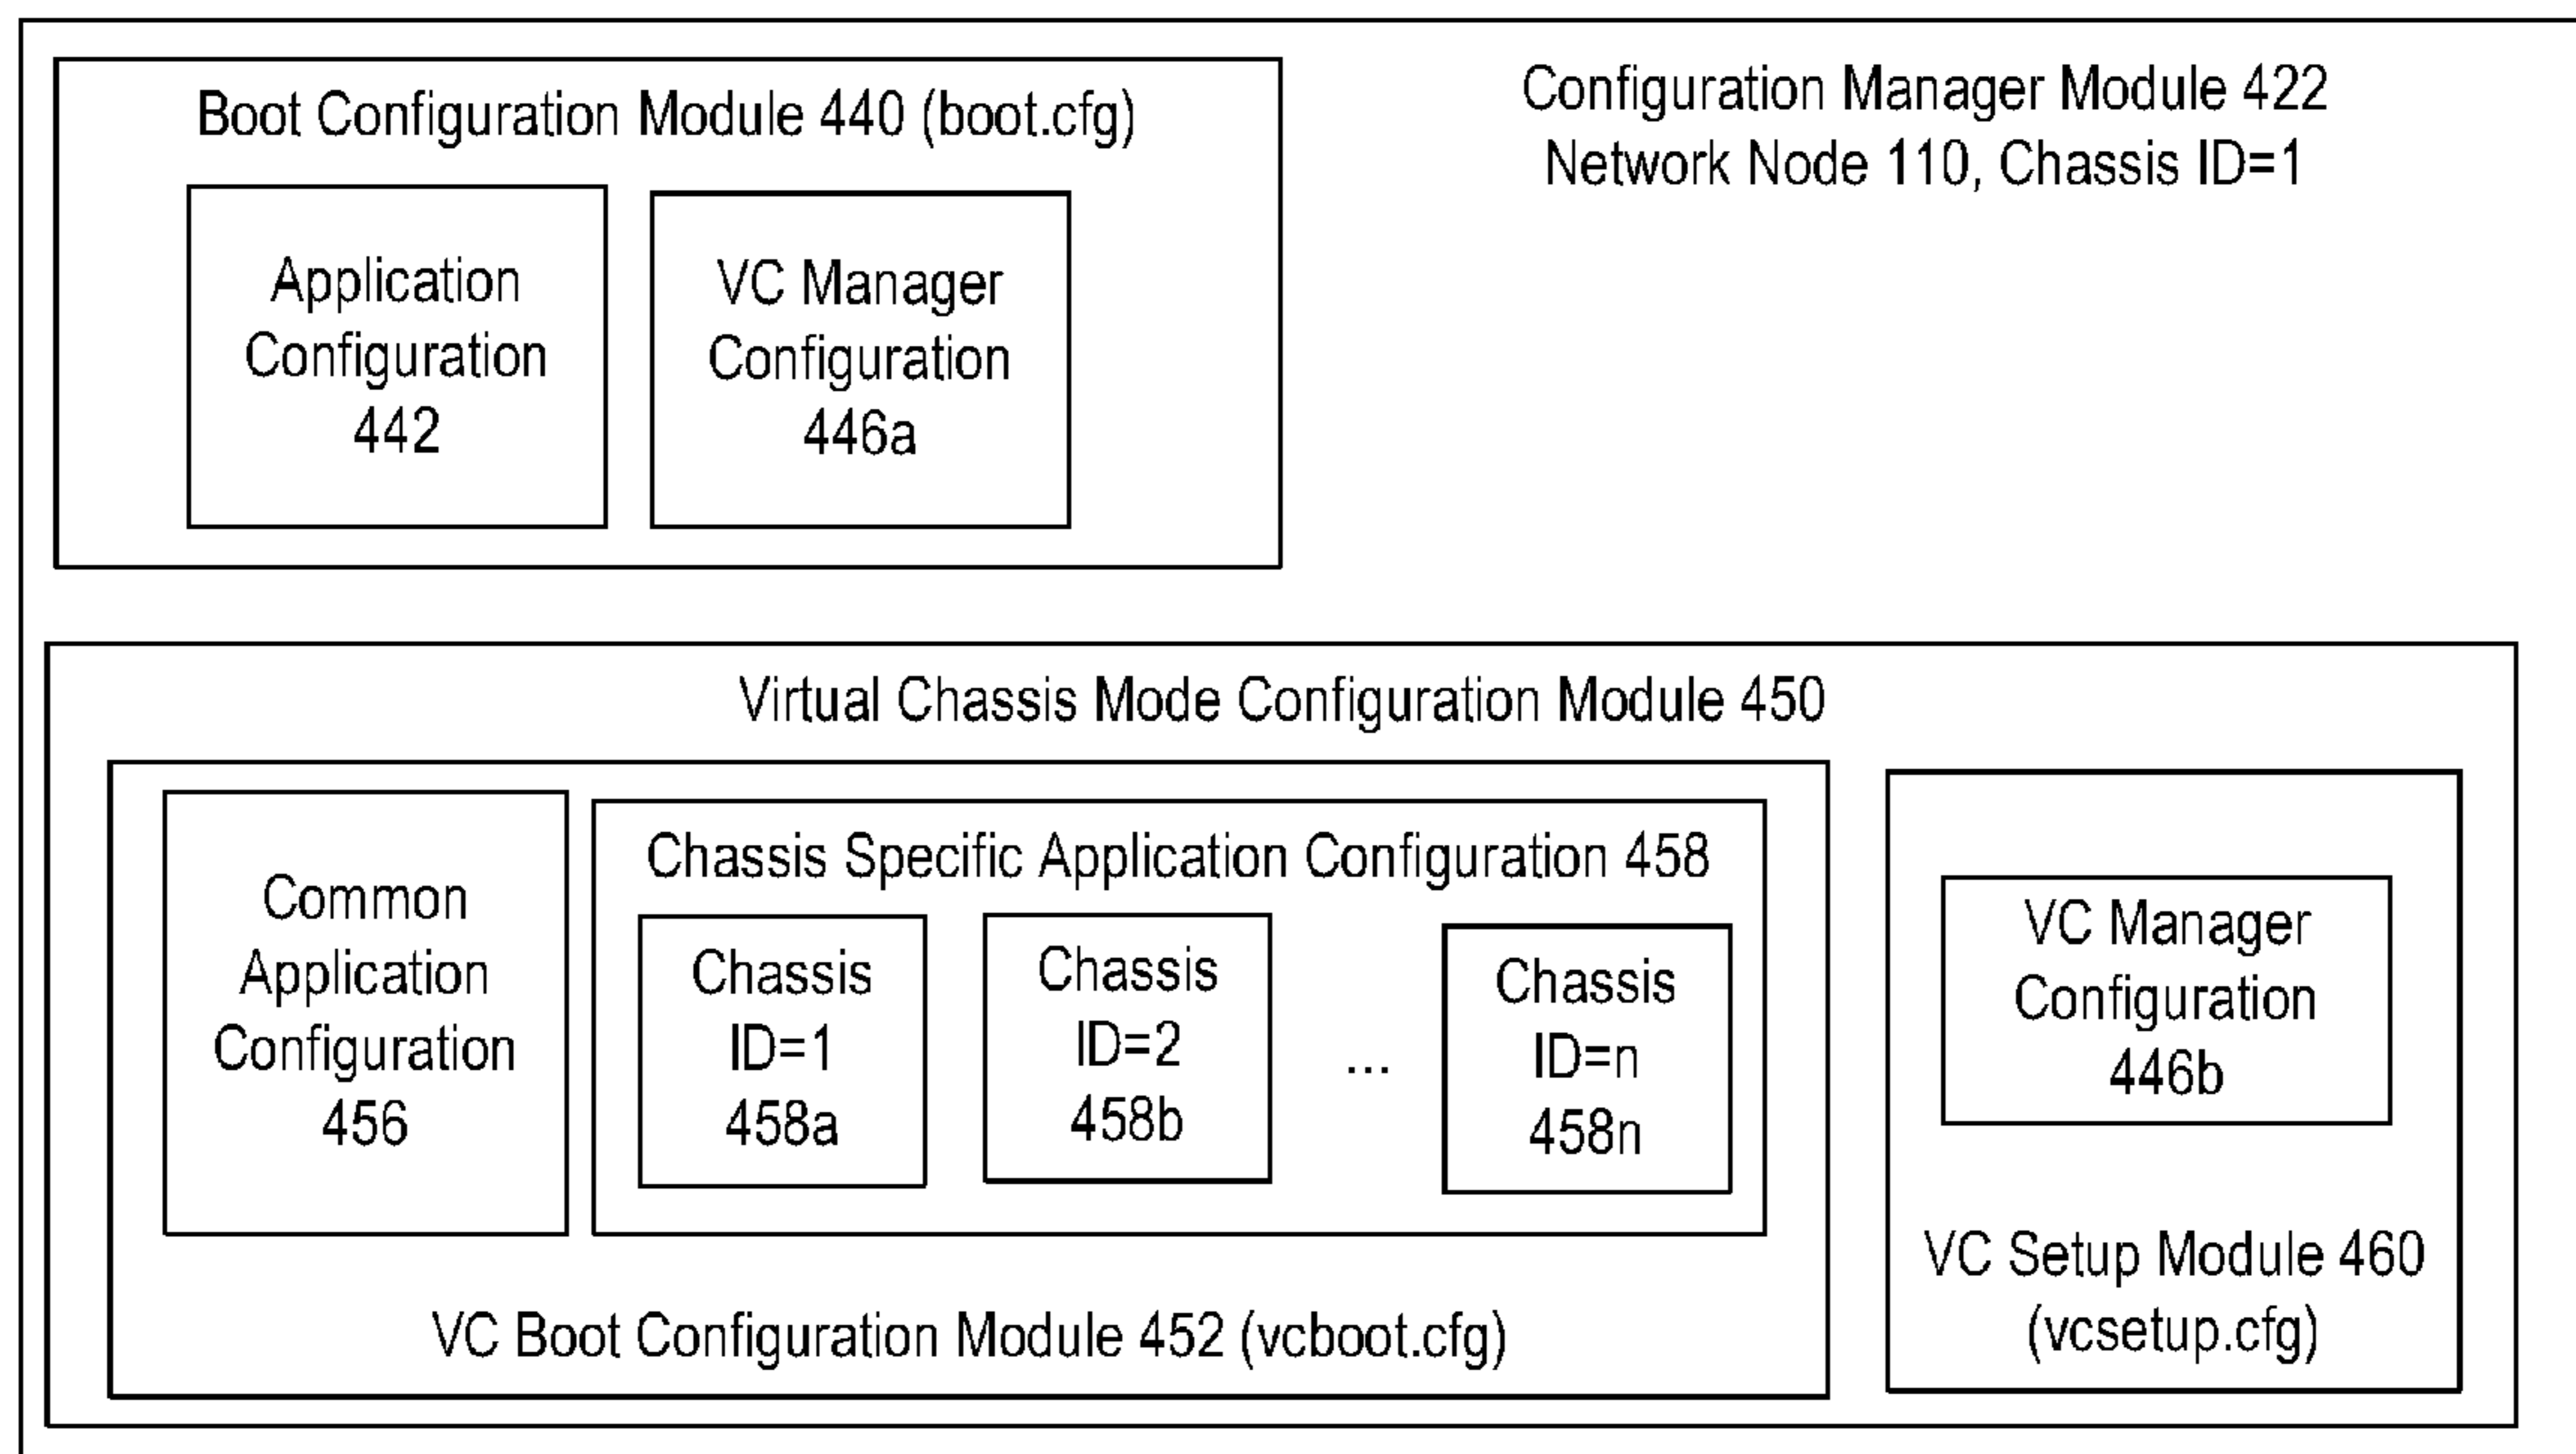 Configuration Manager Module 422
Network Node 110, Chassis ID=1
Boot Configuration Module 440 (boot.cfg)
Application
Configuration
442
VC Manager
Configuration
446a
Virtual Chassis Mode Configuration Module 450
Common
Application
Configuration
456
Chassis Specific Application Configuration 458
Chassis
ID=1
458a
Chassis
ID=2
458b
...
Chassis
ID=n
458n
VC Boot Configuration Module 452 (vcboot.cfg)
VC Manager
Configuration
446b
VC Setup Module 460
(vcsetup.cfg)